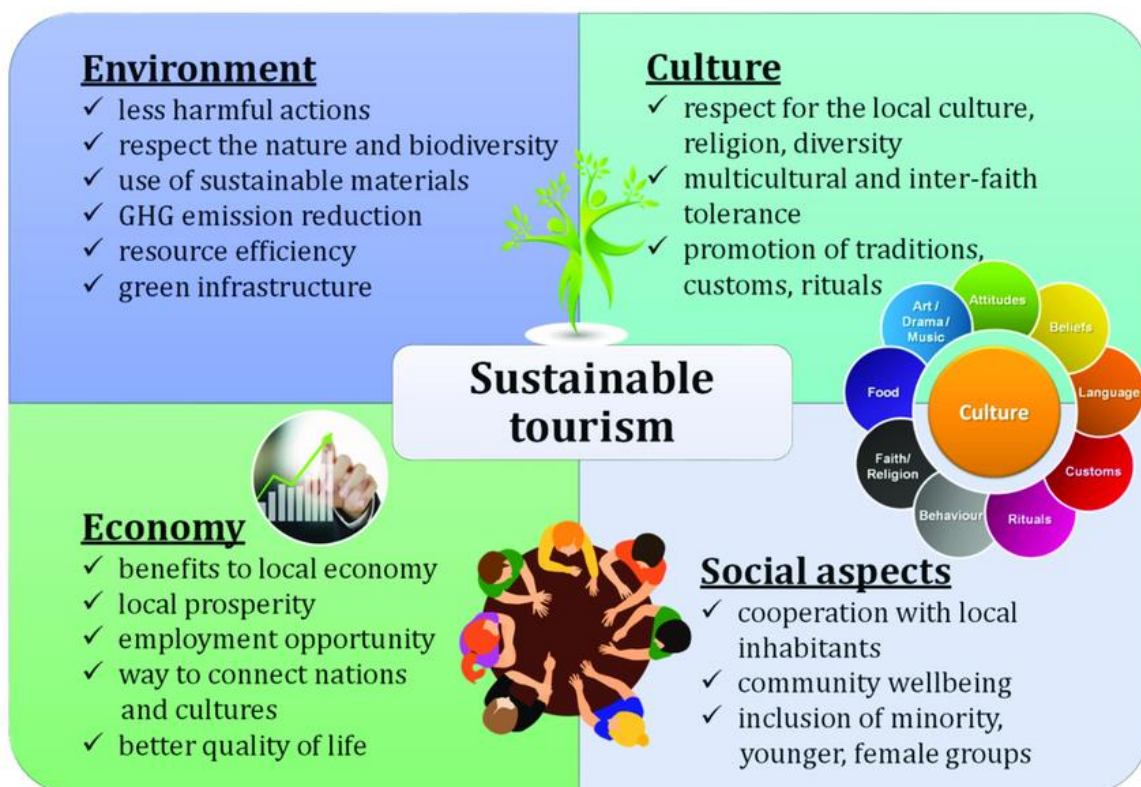 Environment
✓ less harmful actions
✓ respect the nature and biodiversity
✓ use of sustainable materials
✓ GHG emission reduction
✓ resource efficiency
✓ green infrastructure
Culture
✓ respect for the local culture,
religion, diversity
✓ multicultural and inter-faith
tolerance
✓ promotion of traditions,
customs, rituals
Sustainable
tourism
Attitudes
Beliefs
Language
Customs
Rituals
Behaviour
Faith/
Religion
Food
Art /
Drama /
Music
Culture
Economy
✓ benefits to local economy
✓ local prosperity
✓ employment opportunity
✓ way to connect nations
and cultures
✓ better quality of life
Social aspects
✓ cooperation with local
inhabitants
✓ community wellbeing
✓ inclusion of minority,
younger, female groups